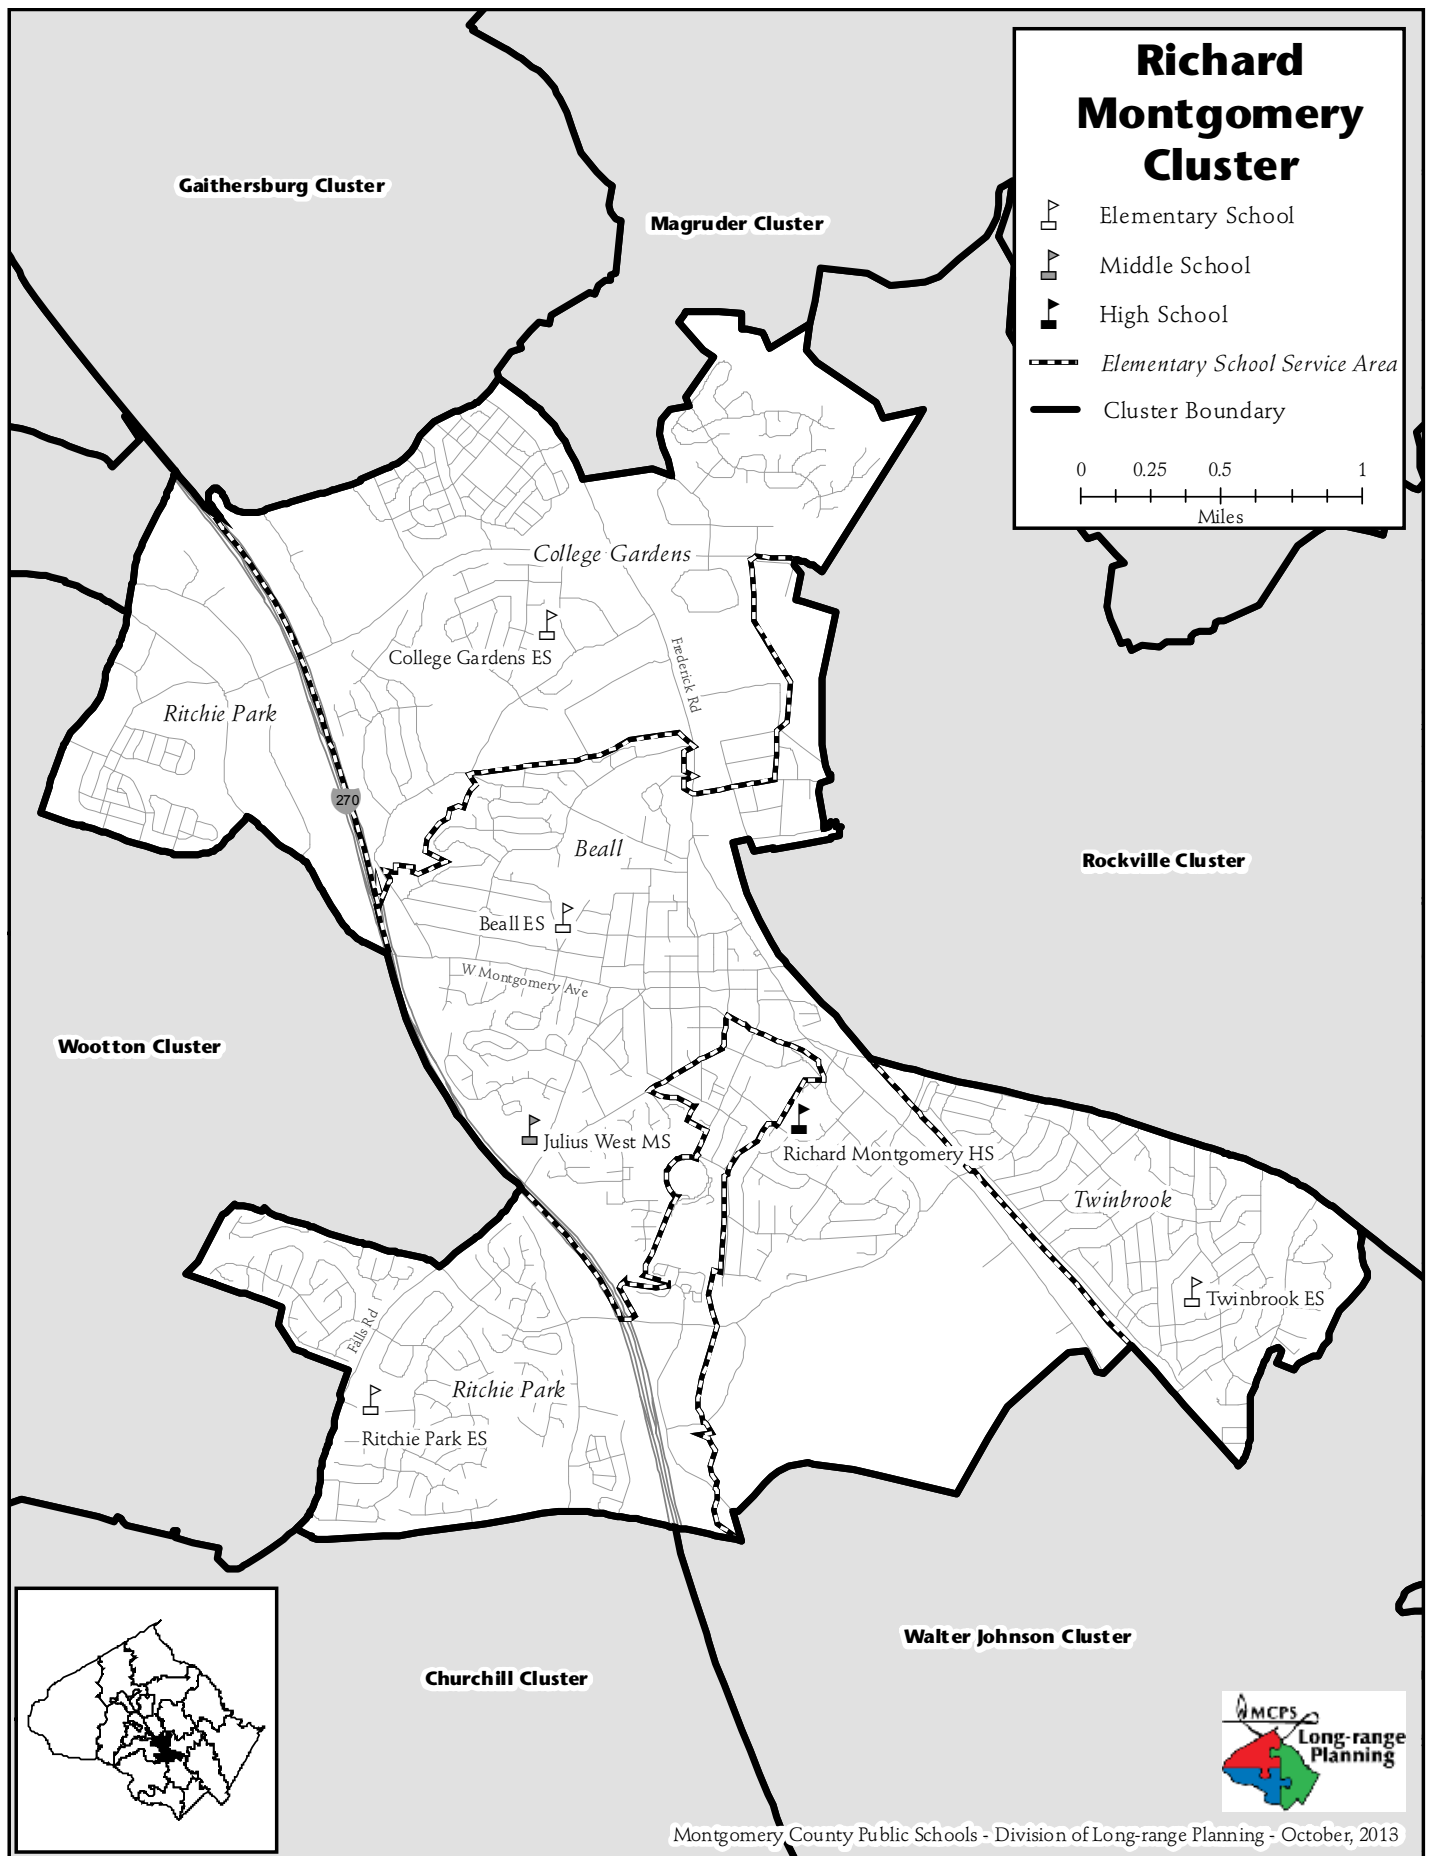 Richard
Montgomery
Cluster
Elementary School
Middle School
High School
Elementary School Service Area
Cluster Boundary
0 0.25 0.5 1
Miles
Gaithersburg Cluster
Magruder Cluster
College Gardens
College Gardens ES
Frederick Rd
Ritchie Park
270
Beall
Rockville Cluster
Beall ES
W Montgomery Ave
Wootton Cluster
Julius West MS
Richard Montgomery HS
Twinbrook
Twinbrook ES
Falls Rd
Ritchie Park
Ritchie Park ES
Walter Johnson Cluster
Churchill Cluster
MCPS
Long-range
Planning
Montgomery County Public Schools - Division of Long-range Planning - October, 2013